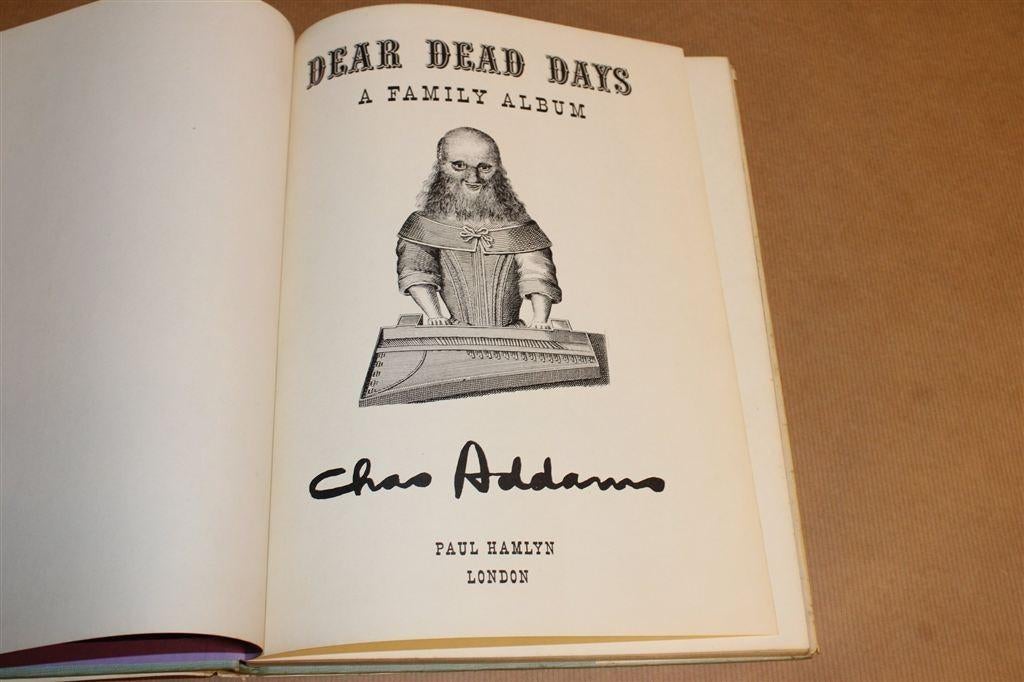 DEAR DEAD DAYS
A FAMILY ALBUM
Chas Addams
PAUL HAMLYN
LONDON